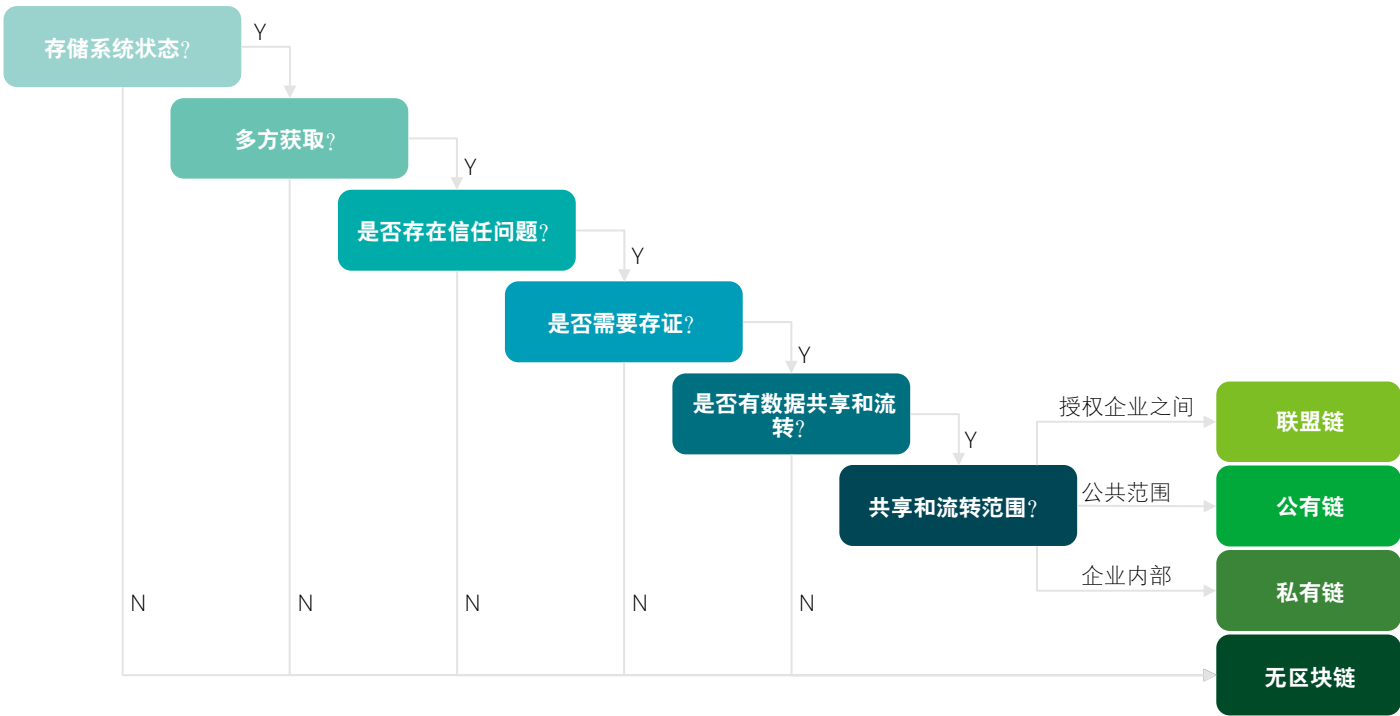 存储系统状态?
Y
多方获取?
Y
是否存在信任问题?
Y
是否需要存证?
Y
是否有数据共享和流
转?
Y
共享和流转范围?
授权企业之间
联盟链
公共范围
公有链
企业内部
私有链
N
N
N
N
N
无区块链